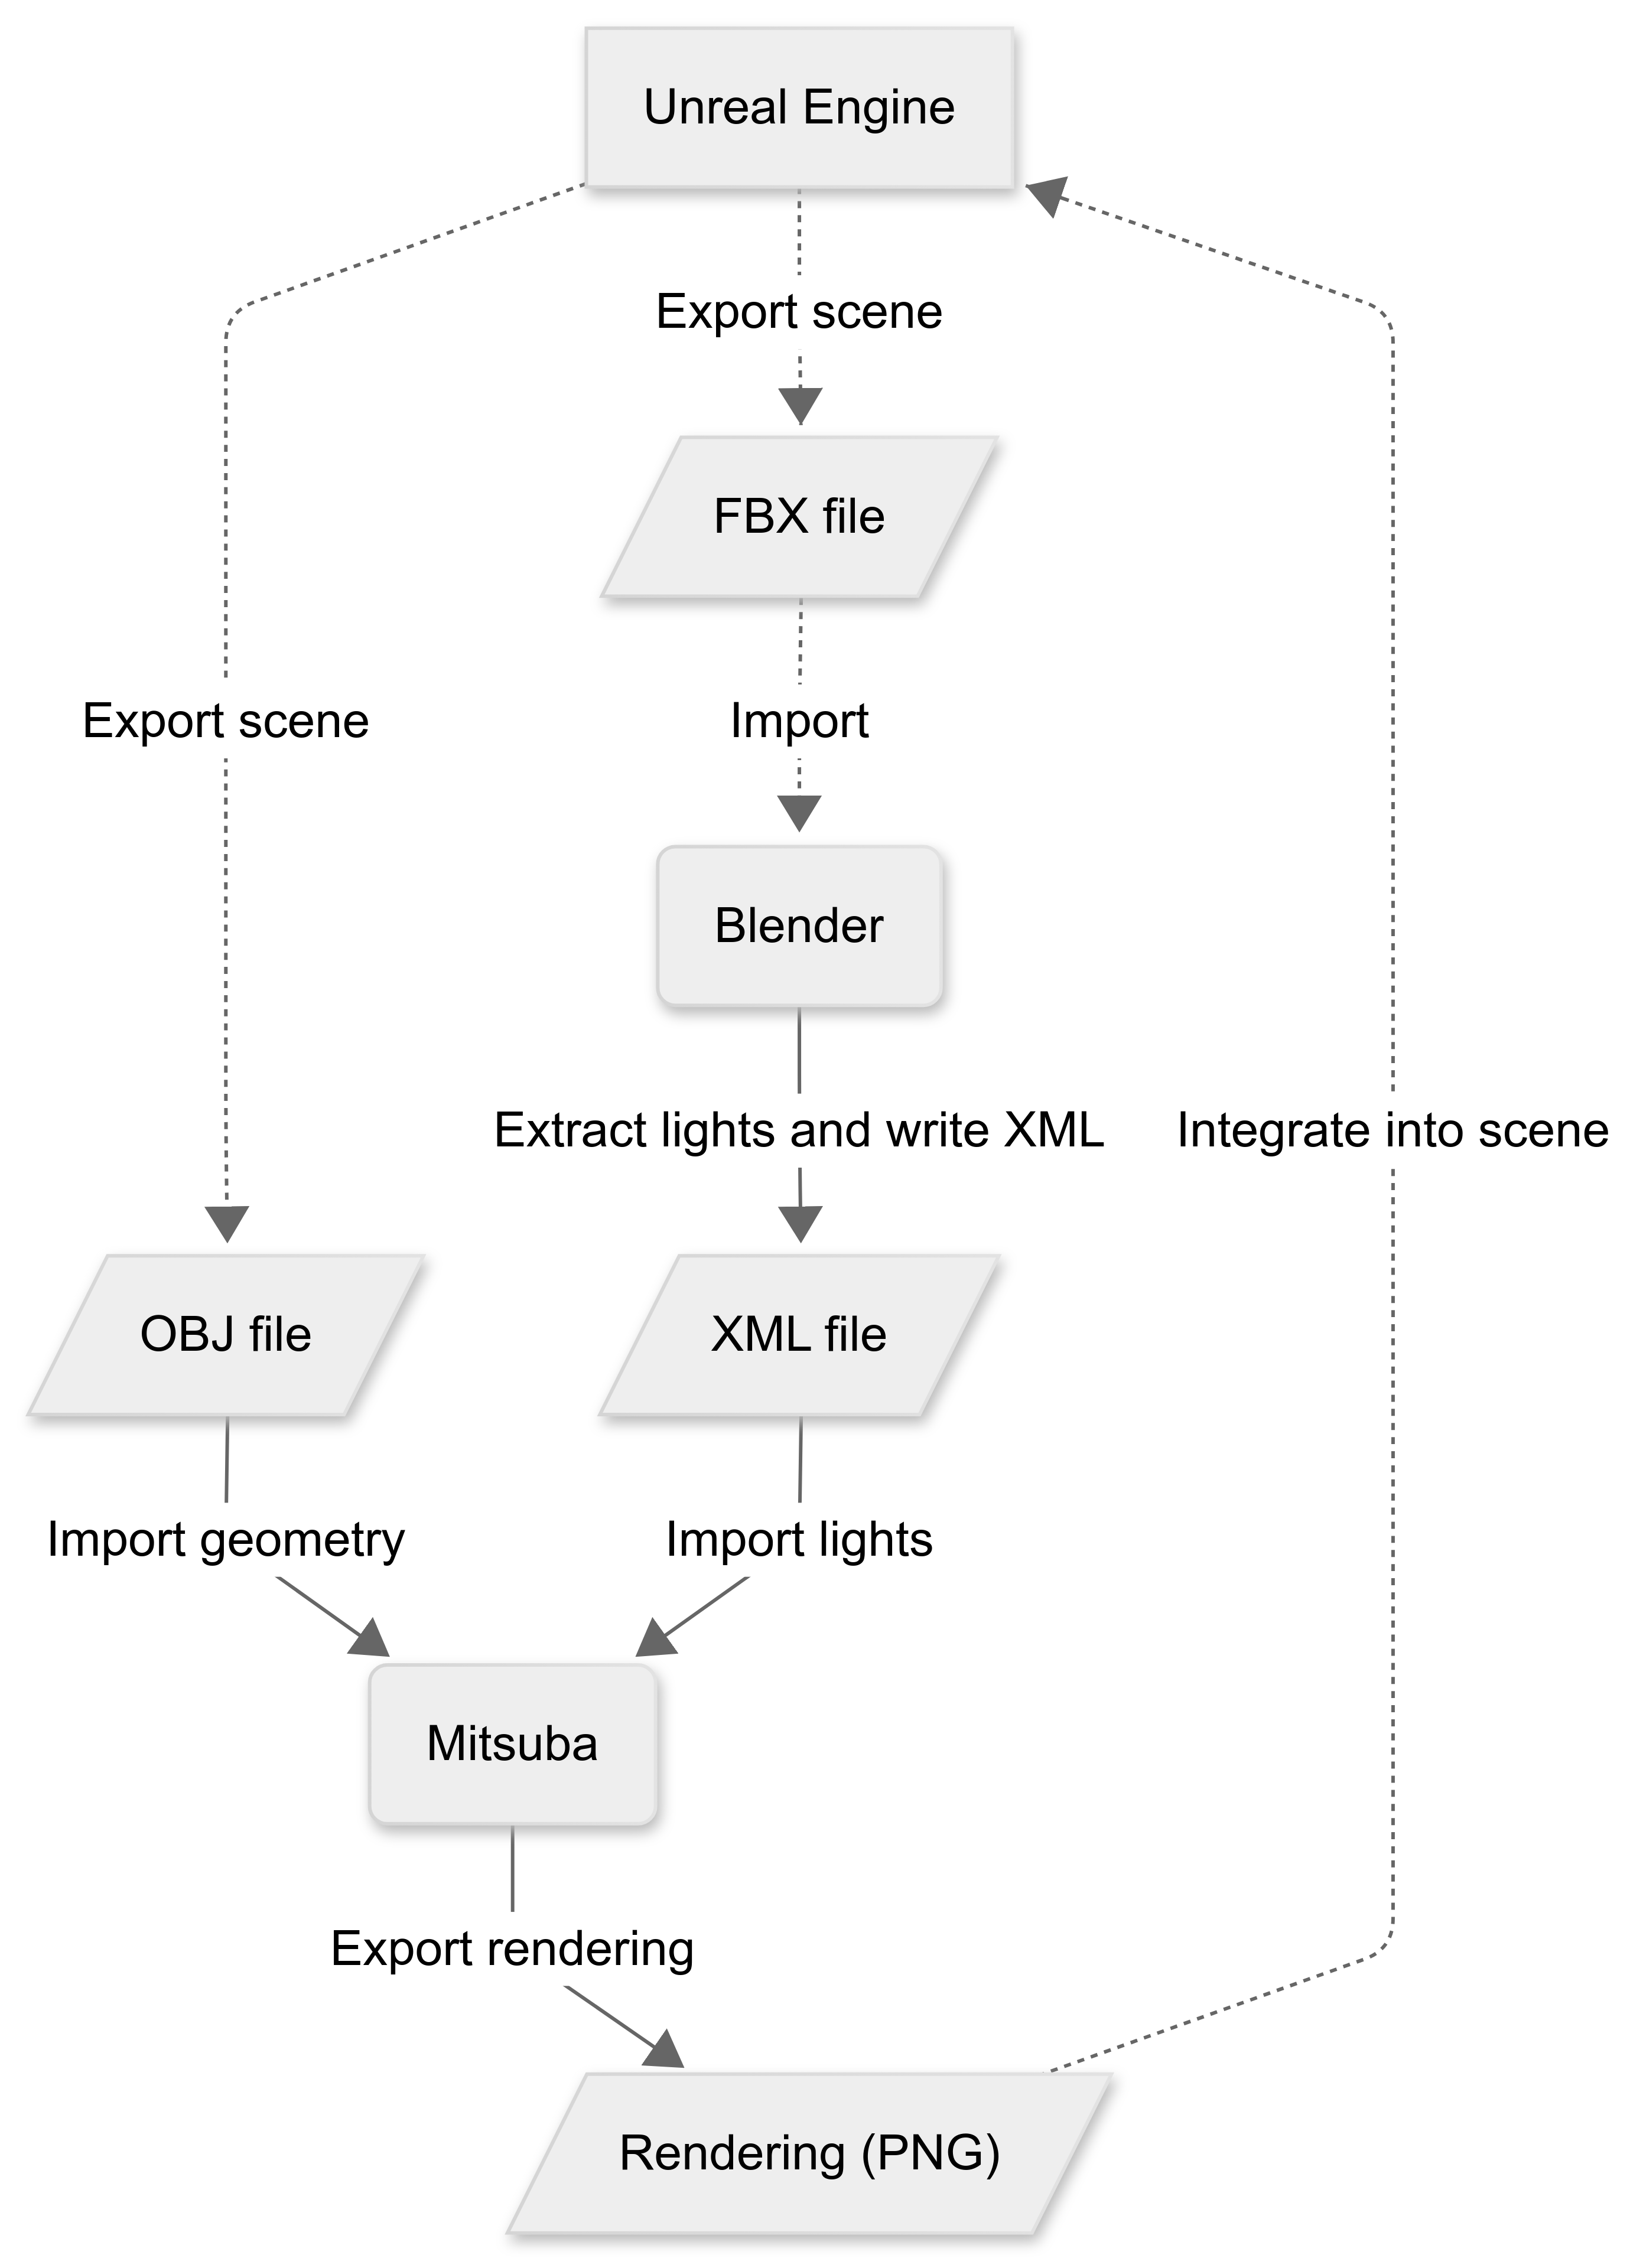 Unreal Engine
Export scene
FBX file
Export scene
Import
Blender
Extract lights and write XML
Integrate into scene
OBJ file
XML file
Import geometry
Import lights
Mitsuba
Export rendering
Rendering (PNG)